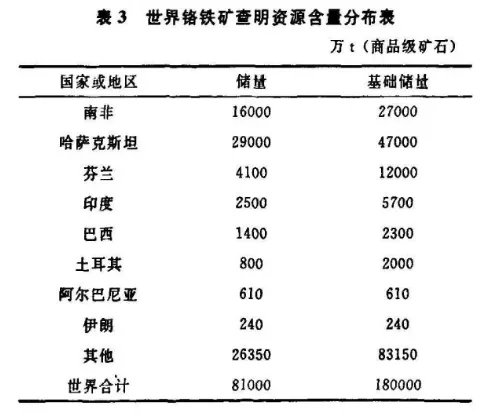 表 3 世界铬铁矿查明资源含量分布表
万 t (商品级矿石)
国家或地区 储量 基础储量
南非 16000 27000
哈萨克斯坦 29000 47000
芬兰 4100 12000
印度 2500 5700
巴西 1400 2300
土耳其 800 2000
阿尔巴尼亚 610 610
伊朗 240 240
其他 26350 83150
世界合计 81000 180000